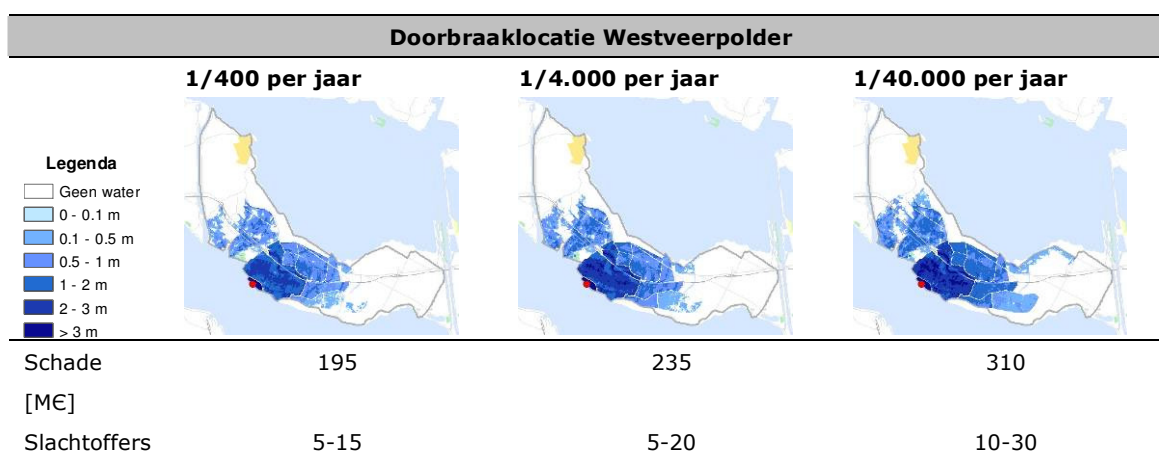 Doorbraaklocatie Westveerpolder
1/400 per jaar 1/4.000 per jaar 1/40.000 per jaar
Legenda
Geen water
0 - 0.1 m
0.1 - 0.5 m
0.5 - 1 m
1 - 2 m
2 - 3 m
> 3 m
Schade 195 235 310
[M€]
Slachtoffers 5-15 5-20 10-30